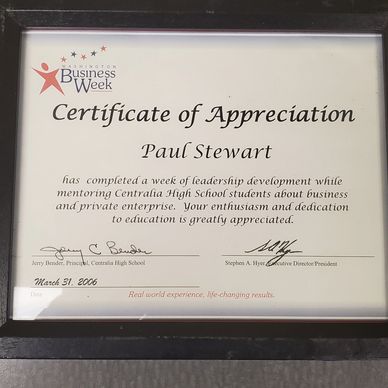 WASHINGTON
Business
Week
Certificate of Appreciation
Paul Stewart
has completed a week of leadership development while
mentoring Centralia High School students about business
and private enterprise. Your enthusiasm and dedication
to education is greatly appreciated.
Jerry C Bender
Jerry Bender, Principal, Centralia High School
Stephen A. Hyer, Executive Director/President
March 31, 2006
Date
Real world experience, life-changing results.